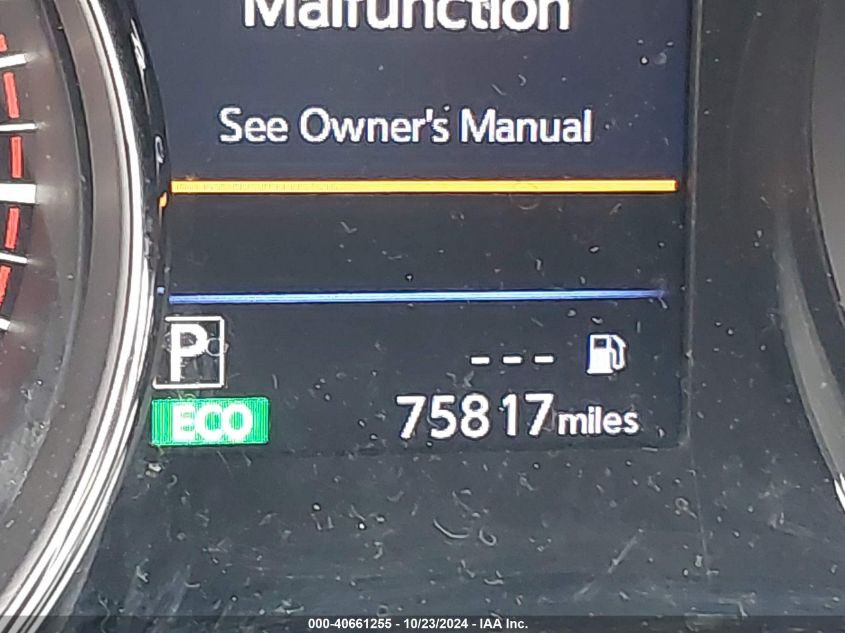 Malfunction
See Owner's Manual
P
--- 
ECO
75817 miles
000-40661255 - 10/23/2024 - IAA Inc.